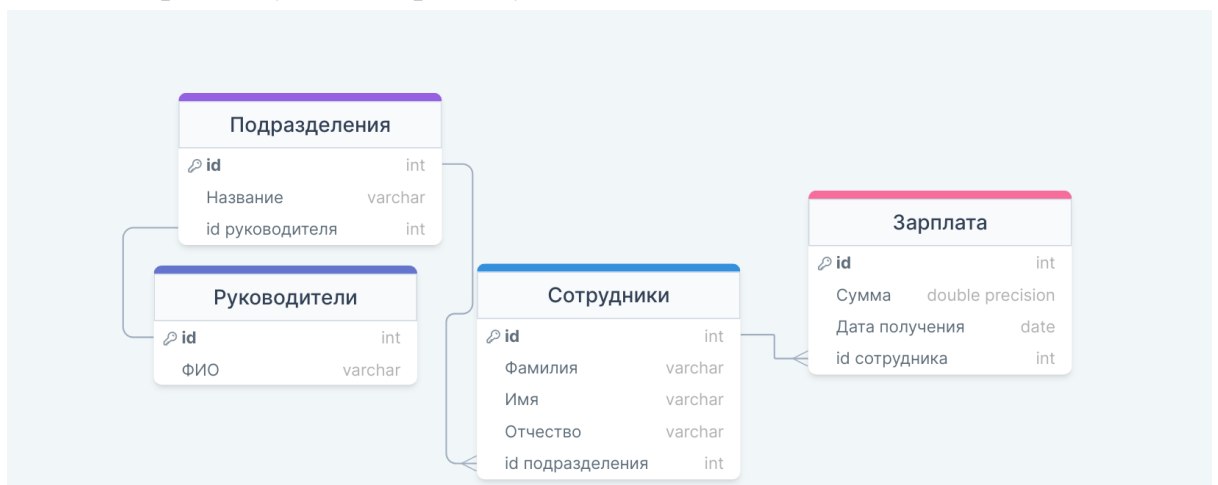 Подразделения
id int
Название varchar
id руководителя int
Руководители
id int
ФИО varchar
Сотрудники
id int
Фамилия varchar
Имя varchar
Отчество varchar
id подразделения int
Зарплата
id int
Сумма double precision
Дата получения date
id сотрудника int